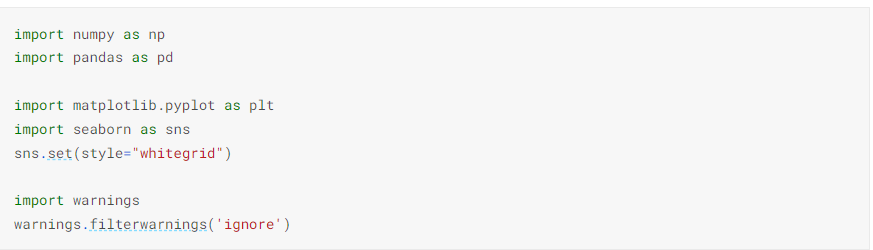 import numpy as np
import pandas as pd
import matplotlib.pyplot as plt
import seaborn as sns
sns.set(style="whitegrid")
import warnings
warnings.filterwarnings('ignore')